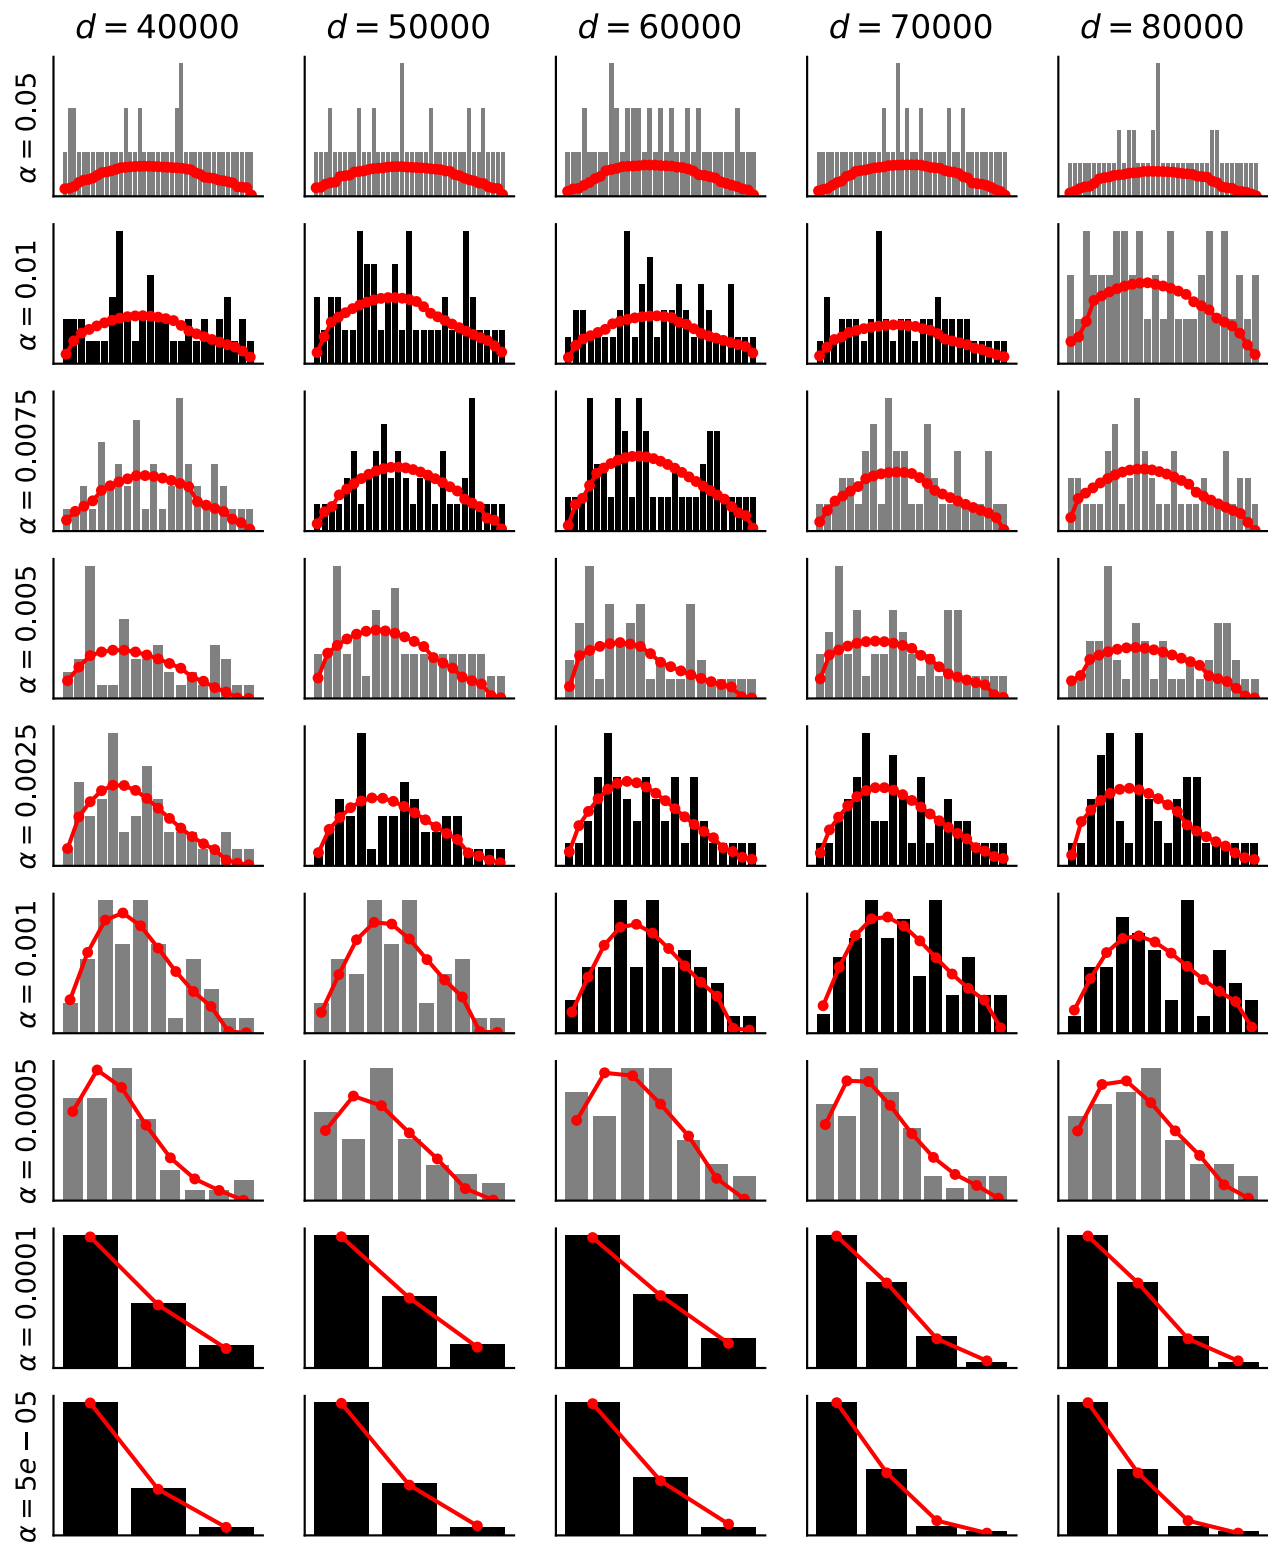 d = 40000
d = 50000
d = 60000
d = 70000
d = 80000
α = 0.05
α = 0.01
α = 0.0075
α = 0.005
α = 0.0025
α = 0.001
α = 0.0005
α = 0.0001
α = 5e − 05